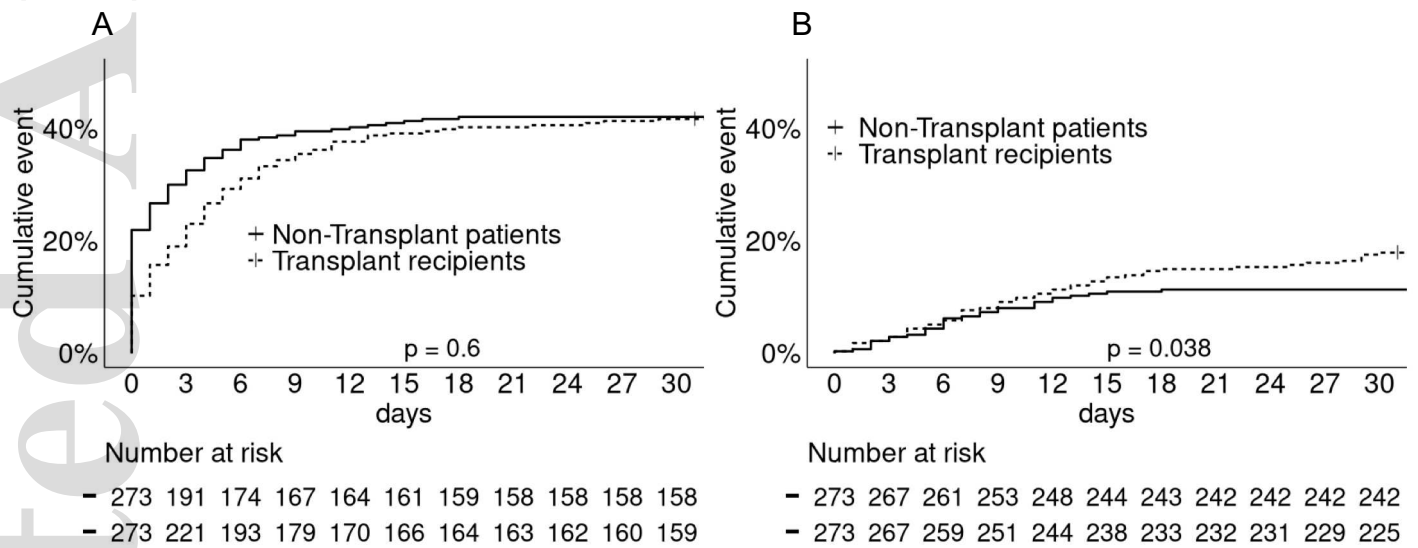 A
Cumulative event
40%
20%
0%
Non-Transplant patients
Transplant recipients
p = 0.6
0 3 6 9 12 15 18 21 24 27 30
days
Number at risk
- 273 191 174 167 164 161 159 158 158 158 158
- 273 221 193 179 170 166 164 163 162 160 159
B
Cumulative event
40%
20%
0%
Non-Transplant patients
Transplant recipients
p = 0.038
0 3 6 9 12 15 18 21 24 27 30
days
Number at risk
- 273 267 261 253 248 244 243 242 242 242 242
- 273 267 259 251 244 238 233 232 231 229 225
ted A